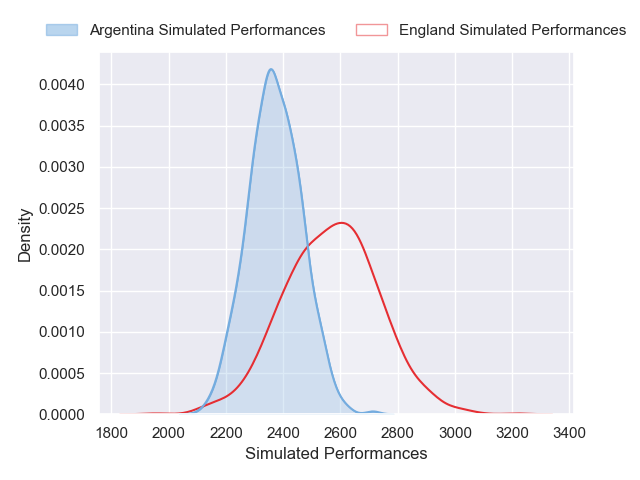 Argentina Simulated Performances England Simulated Performances
0.0040
0.0035
0.0030
0.0025
0.0020
0.0015
0.0010
0.0005
0.0000
Density
1800 2000 2200 2400 2600 2800 3000 3200 3400
Simulated Performances